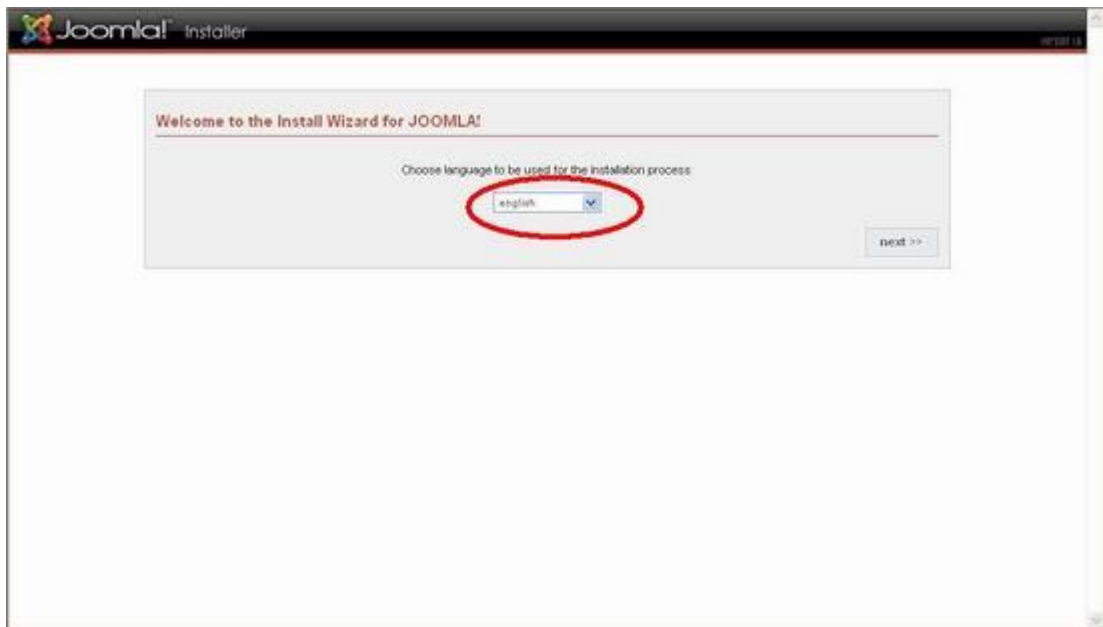 Joomla! Installer
Welcome to the Install Wizard for JOOMLA!
Choose language to be used for the installation process
english
next >>